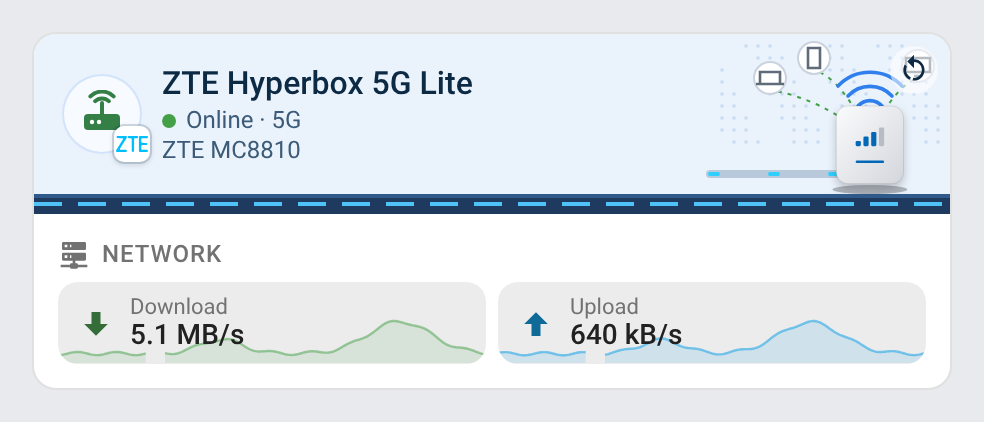 ZTE Hyperbox 5G Lite
Online · 5G
ZTE
ZTE MC8810
NETWORK
Download
5.1 MB/s
Upload
640 kB/s